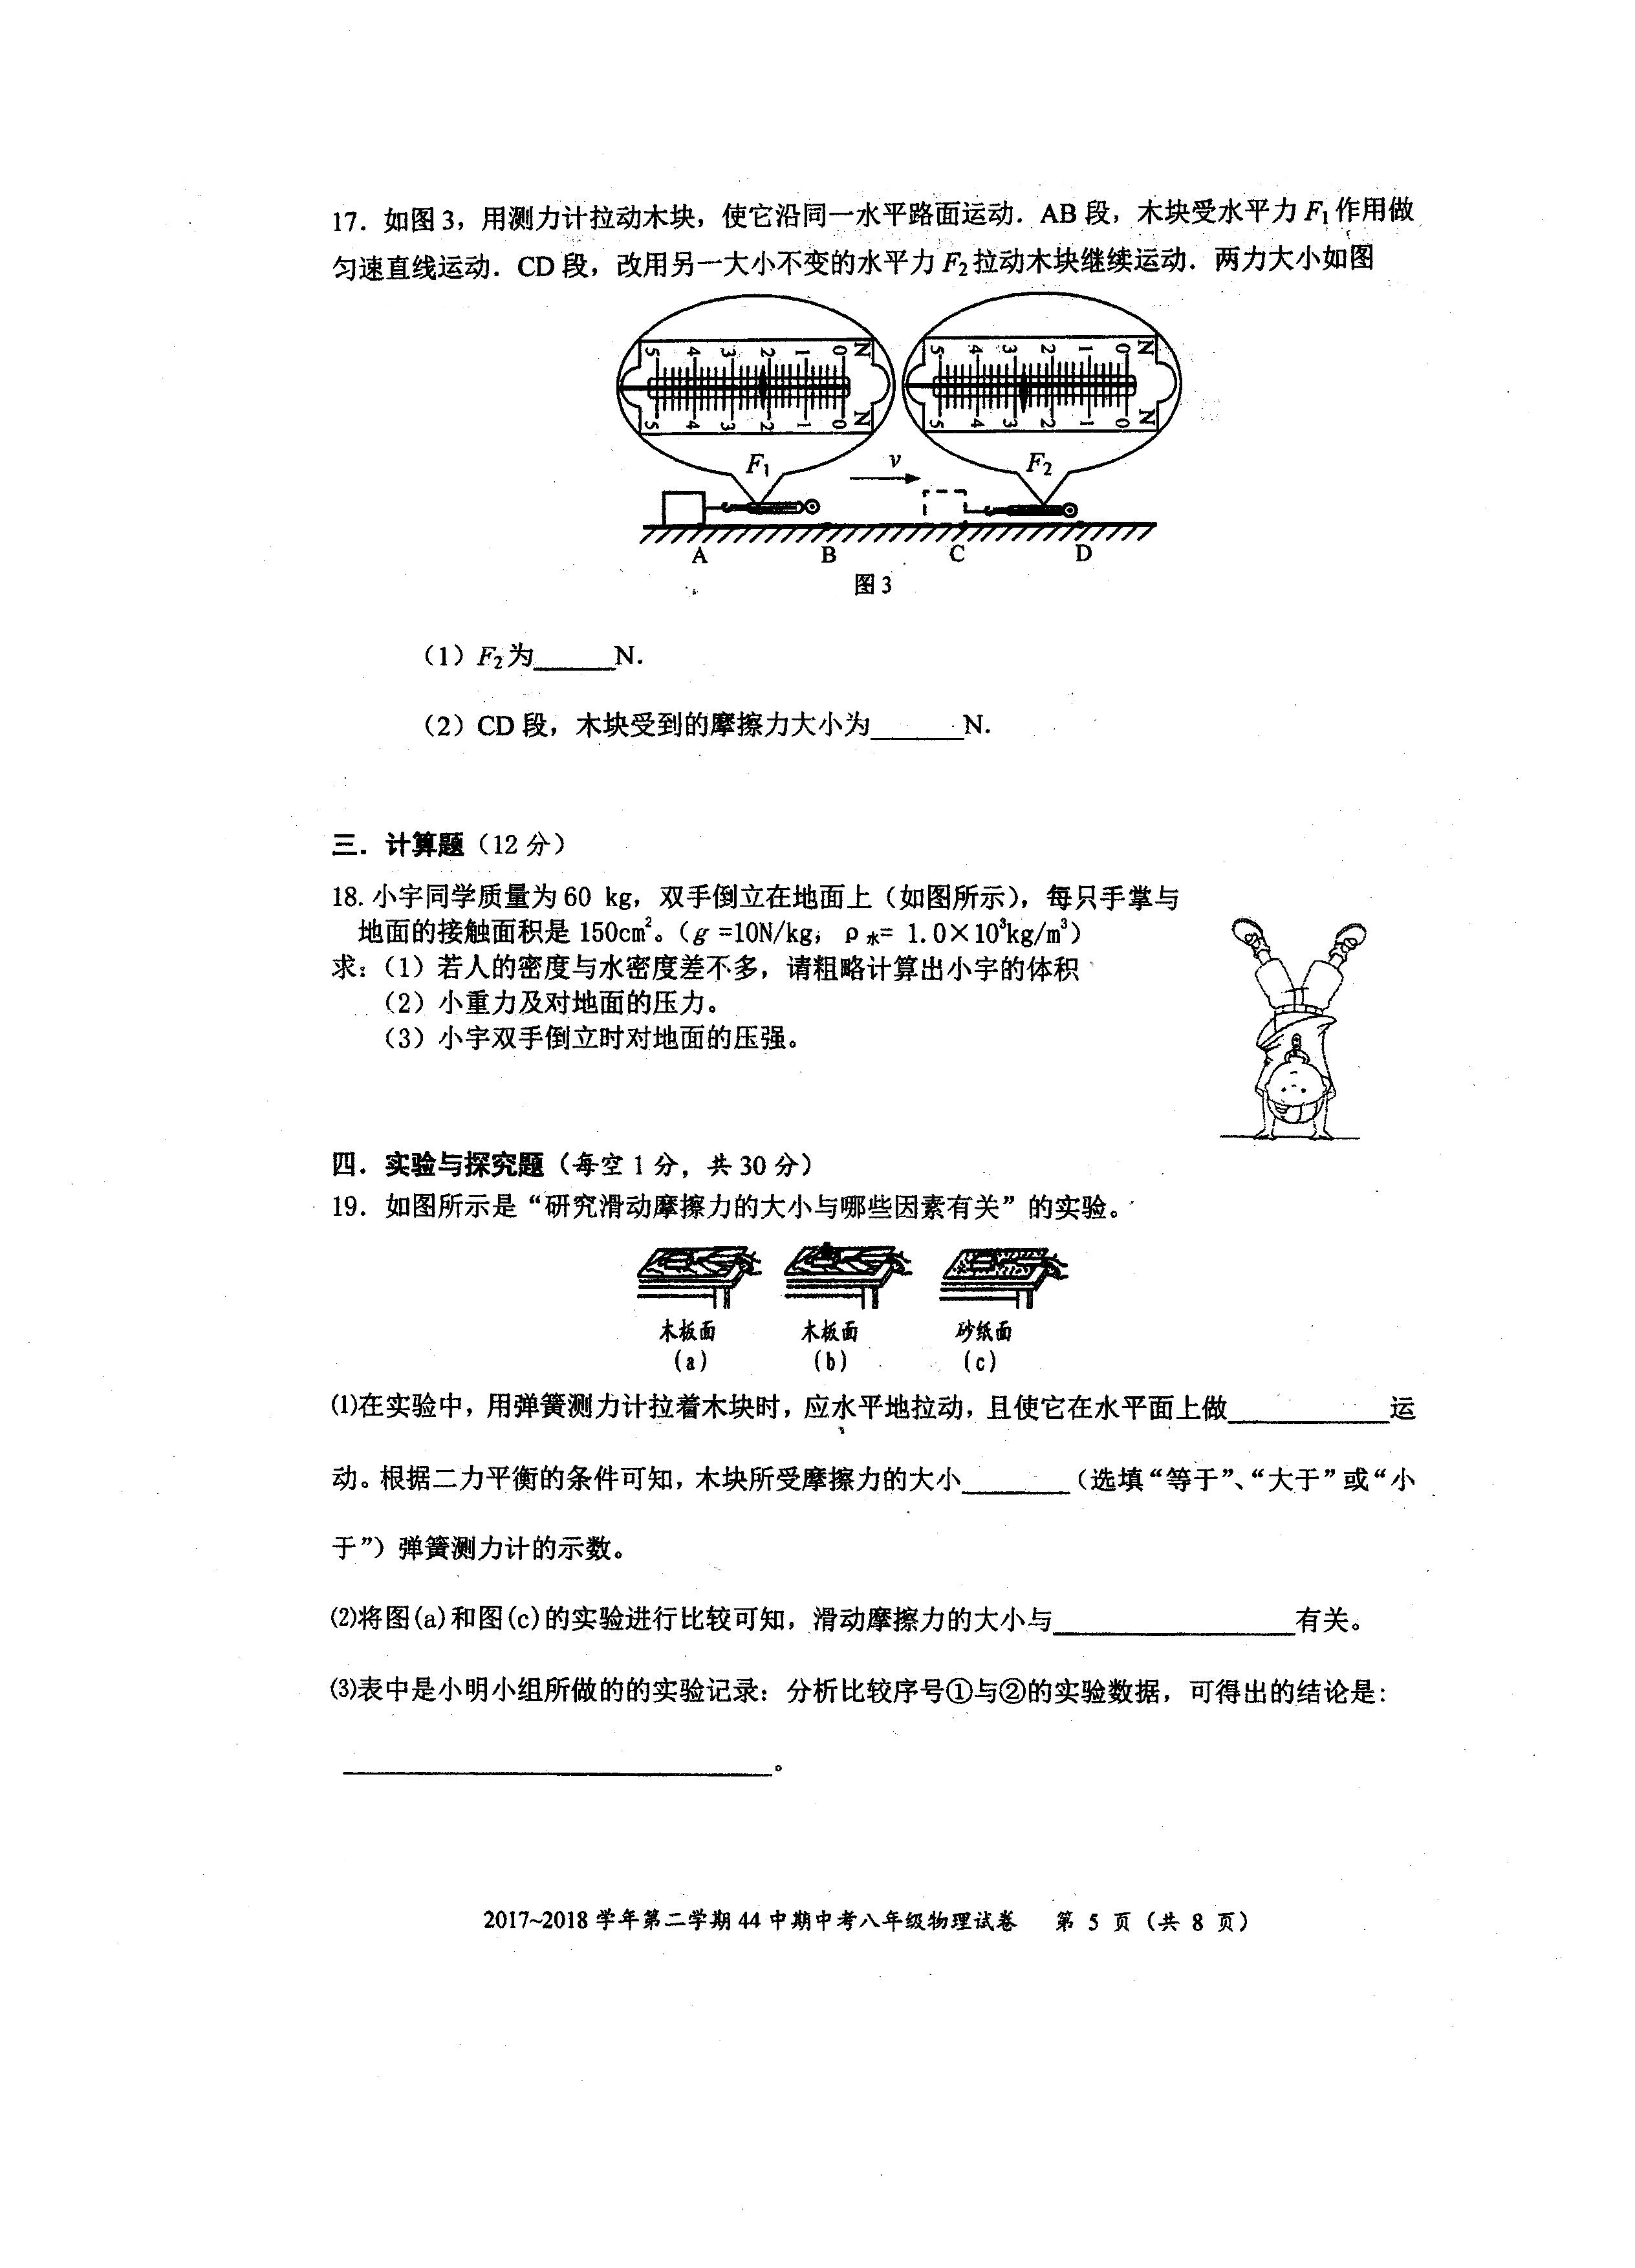 17. 如图3，用测力计拉动木块，使它沿同一水平路面运动. AB 段，木块受水平力 F₁ 作用做
匀速直线运动. CD 段，改用另一大小不变的水平力 F₂ 拉动木块继续运动. 两力大小如图
5 4 3 2 1 0 N
5 4 3 2 1 0 N
5 4 3 2 1 0 N
5 4 3 2 1 0 N
F₁ v F₂
A B C D
图3
（1）F₂为______N.
（2）CD 段，木块受到的摩擦力大小为______N.
三. 计算题（12 分）
18. 小宇同学质量为 60 kg，双手倒立在地面上（如图所示），每只手掌与
地面的接触面积是 150cm²。（g =10N/kg；ρ水= 1.0×10³kg/m³）
求：（1）若人的密度与水密度差不多，请粗略计算出小宇的体积
（2）小重力及对地面的压力。
（3）小宇双手倒立时对地面的压强。
四. 实验与探究题（每空 1 分，共 30 分）
19. 如图所示是“研究滑动摩擦力的大小与哪些因素有关”的实验。
木板面 木板面 砂纸面
(a) (b) (c)
⑴在实验中，用弹簧测力计拉着木块时，应水平地拉动，且使它在水平面上做____________运
动。根据二力平衡的条件可知，木块所受摩擦力的大小________（选填“等于”、“大于”或“小
于”）弹簧测力计的示数。
⑵将图(a)和图(c)的实验进行比较可知，滑动摩擦力的大小与__________________有关。
⑶表中是小明小组所做的的实验记录：分析比较序号①与②的实验数据，可得出的结论是：
________________________________。
2017~2018 学年第二学期 44 中期中考八年级物理试卷 第 5 页（共 8 页）